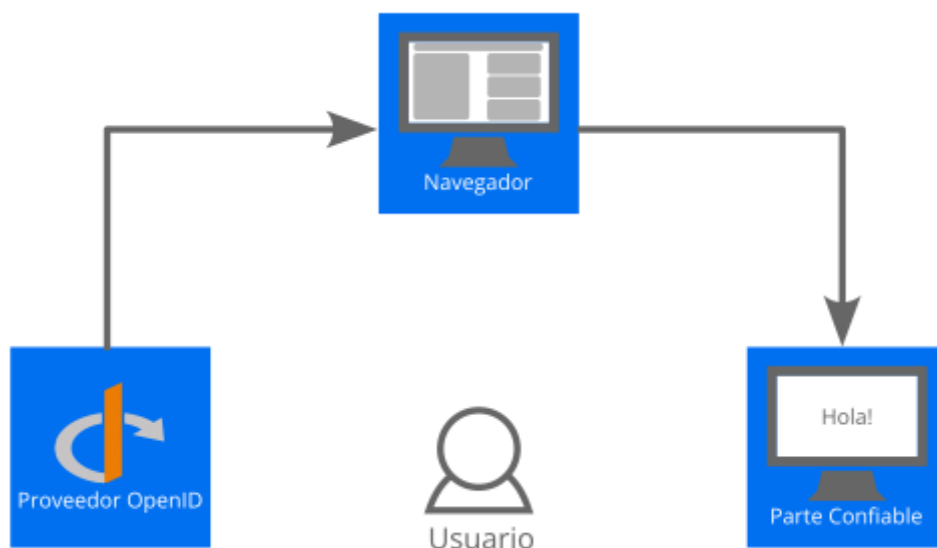 Navegador
Hola!
Proveedor OpenID
Parte Confiable
Usuario